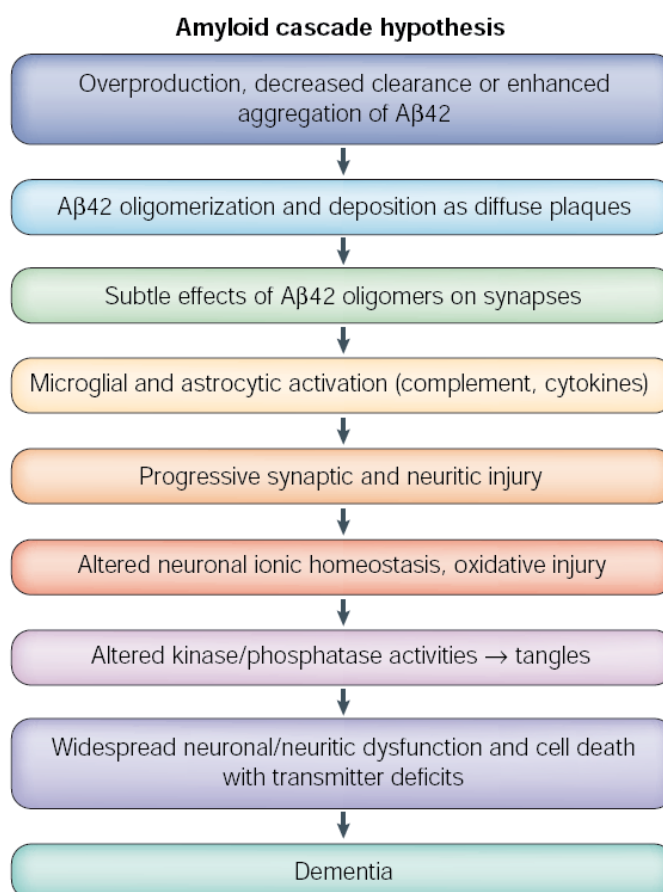 Amyloid cascade hypothesis
Overproduction, decreased clearance or enhanced
aggregation of Aβ42
Aβ42 oligomerization and deposition as diffuse plaques
Subtle effects of Aβ42 oligomers on synapses
Microglial and astrocytic activation (complement, cytokines)
Progressive synaptic and neuritic injury
Altered neuronal ionic homeostasis, oxidative injury
Altered kinase/phosphatase activities → tangles
Widespread neuronal/neuritic dysfunction and cell death
with transmitter deficits
Dementia